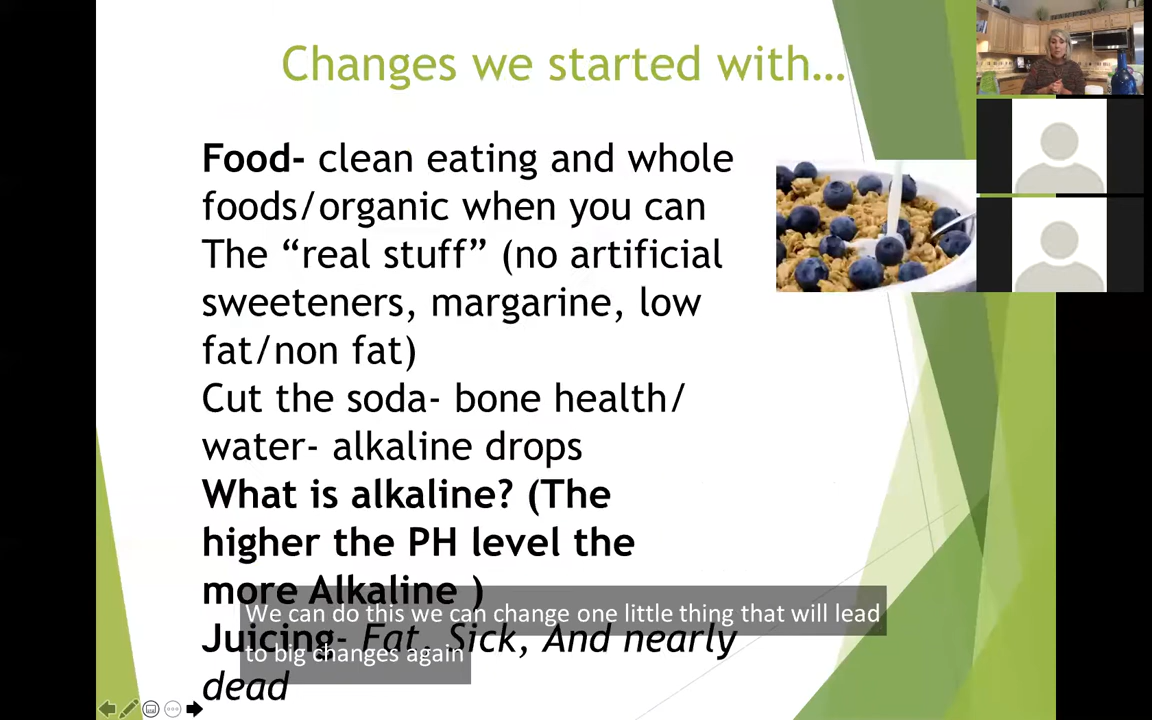 Changes we started with…
Food- clean eating and whole
foods/organic when you can
The “real stuff” (no artificial
sweeteners, margarine, low
fat/non fat)
Cut the soda- bone health/
water- alkaline drops
What is alkaline? (The
higher the PH level the
more Alkaline )
We can do this we can change one little thing that will lead
Juicing- Fat, Sick, And nearly
to big changes again
dead